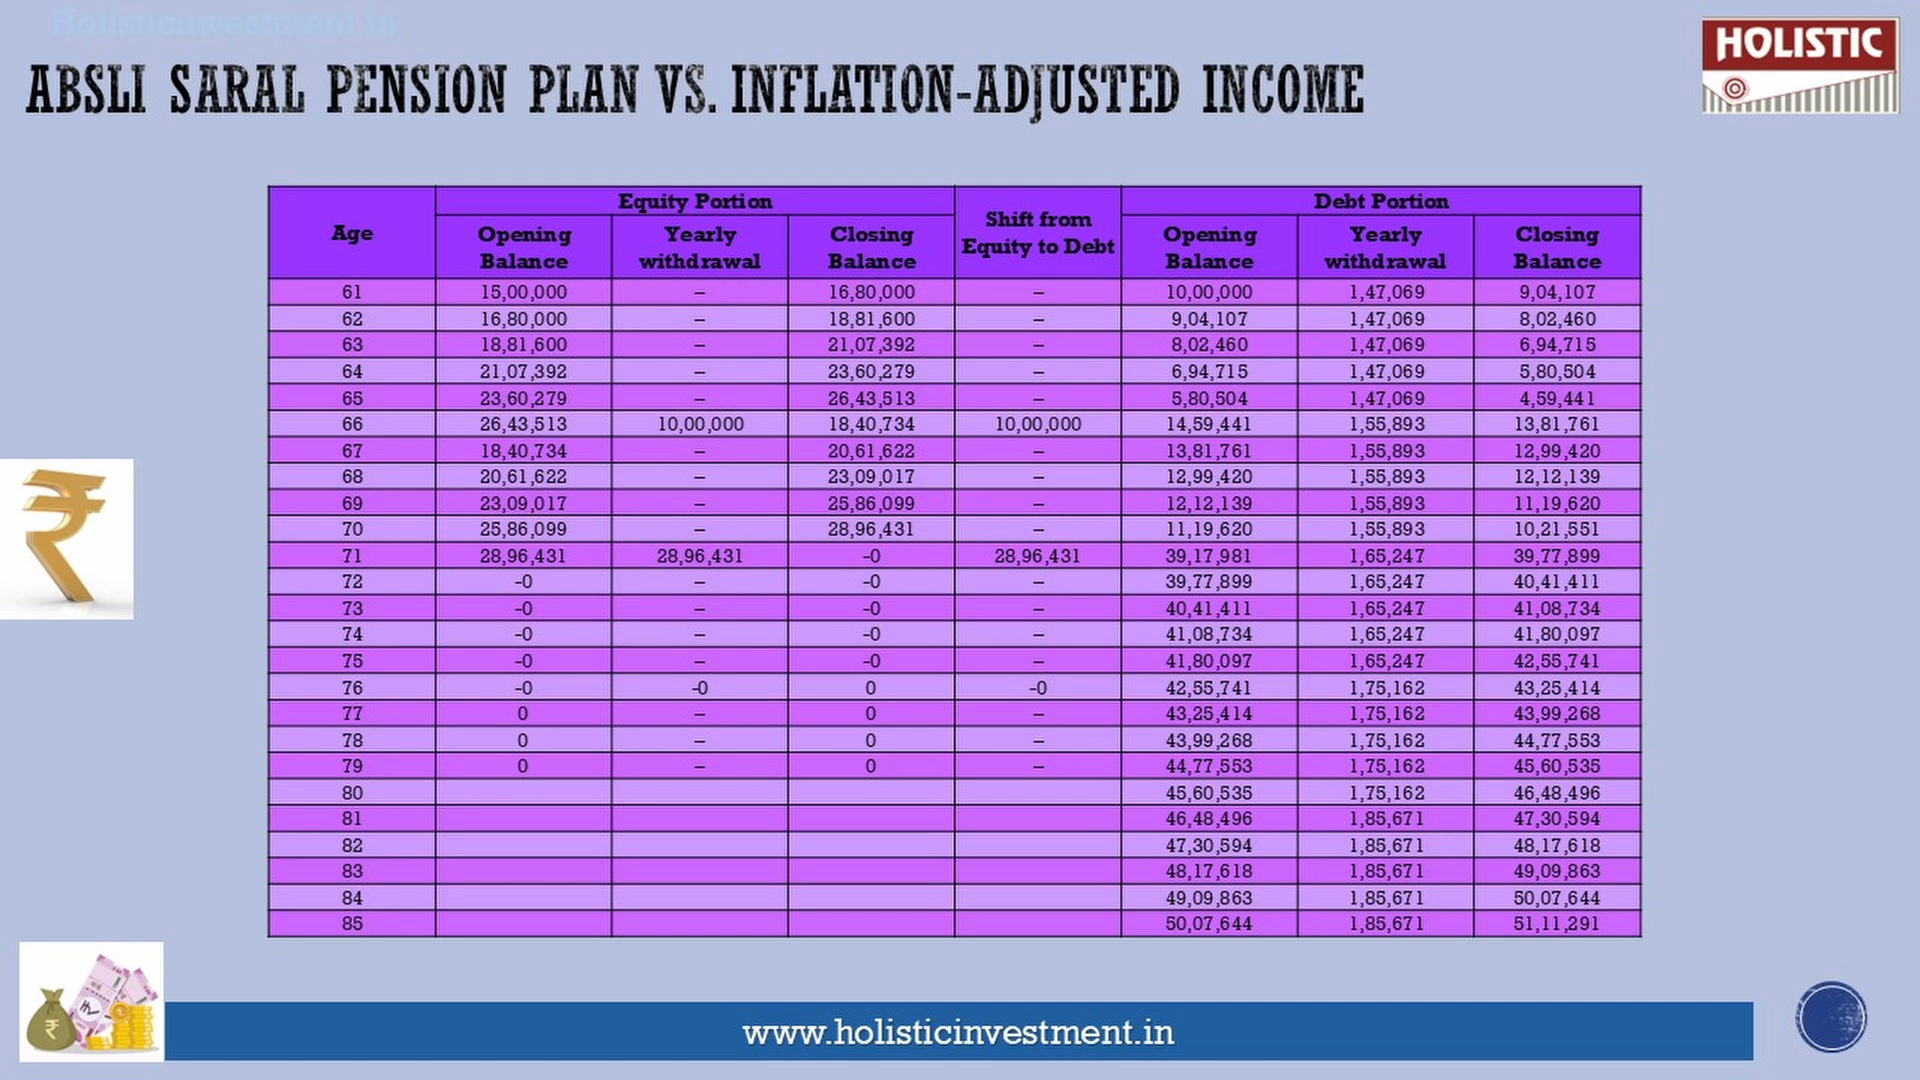 Holisticinvestment.in
HOLISTIC
ABSLI SARAL PENSION PLAN VS. INFLATION-ADJUSTED INCOME
Age Equity Portion Shift from Equity to Debt Debt Portion
Opening Balance Yearly withdrawal Closing Balance Opening Balance Yearly withdrawal Closing Balance
61 15,00,000 – 16,80,000 – 10,00,000 1,47,069 9,04,107
62 16,80,000 – 18,81,600 – 9,04,107 1,47,069 8,02,460
63 18,81,600 – 21,07,392 – 8,02,460 1,47,069 6,94,715
64 21,07,392 – 23,60,279 – 6,94,715 1,47,069 5,80,504
65 23,60,279 – 26,43,513 – 5,80,504 1,47,069 4,59,441
66 26,43,513 10,00,000 18,40,734 10,00,000 14,59,441 1,55,893 13,81,761
67 18,40,734 – 20,61,622 – 13,81,761 1,55,893 12,99,420
68 20,61,622 – 23,09,017 – 12,99,420 1,55,893 12,12,139
69 23,09,017 – 25,86,099 – 12,12,139 1,55,893 11,19,620
70 25,86,099 – 28,96,431 – 11,19,620 1,55,893 10,21,551
71 28,96,431 28,96,431 -0 28,96,431 39,17,981 1,65,247 39,77,899
72 -0 – -0 – 39,77,899 1,65,247 40,41,411
73 -0 – -0 – 40,41,411 1,65,247 41,08,734
74 -0 – -0 – 41,08,734 1,65,247 41,80,097
75 -0 – -0 – 41,80,097 1,65,247 42,55,741
76 -0 -0 0 -0 42,55,741 1,75,162 43,25,414
77 0 – 0 – 43,25,414 1,75,162 43,99,268
78 0 – 0 – 43,99,268 1,75,162 44,77,553
79 0 – 0 – 44,77,553 1,75,162 45,60,535
80 45,60,535 1,75,162 46,48,496
81 46,48,496 1,85,671 47,30,594
82 47,30,594 1,85,671 48,17,618
83 48,17,618 1,85,671 49,09,863
84 49,09,863 1,85,671 50,07,644
85 50,07,644 1,85,671 51,11,291
www.holisticinvestment.in